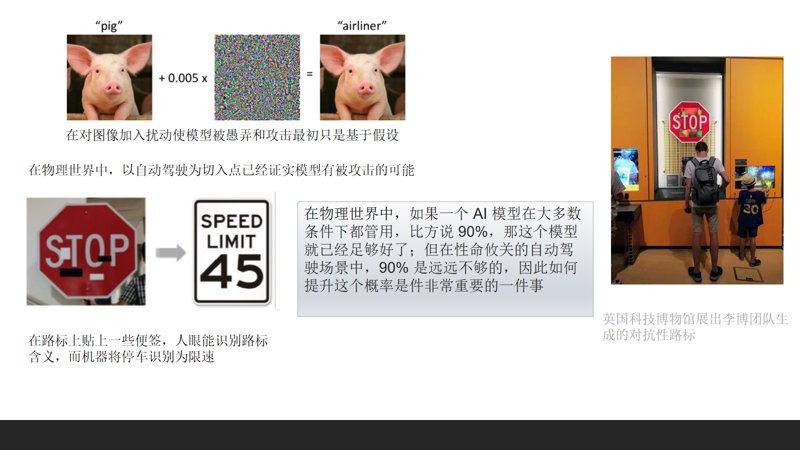 “pig”
“airliner”
+ 0.005 x
=
在对图像加入扰动使模型被愚弄和攻击最初只是基于假设
在物理世界中，以自动驾驶为切入点已经证实模型有被攻击的可能
STOP
SPEED
LIMIT
45
在物理世界中，如果一个 AI 模型在大多数
条件下都管用，比方说 90%，那这个模型
就已经足够好了；但在性命攸关的自动驾
驶场景中，90% 是远远不够的，因此如何
提升这个概率是件非常重要的一件事
在路标上贴上一些便签，人眼能识别路标
含义，而机器将停车识别为限速
STOP
30
英国科技博物馆展出李博团队生
成的对抗性路标